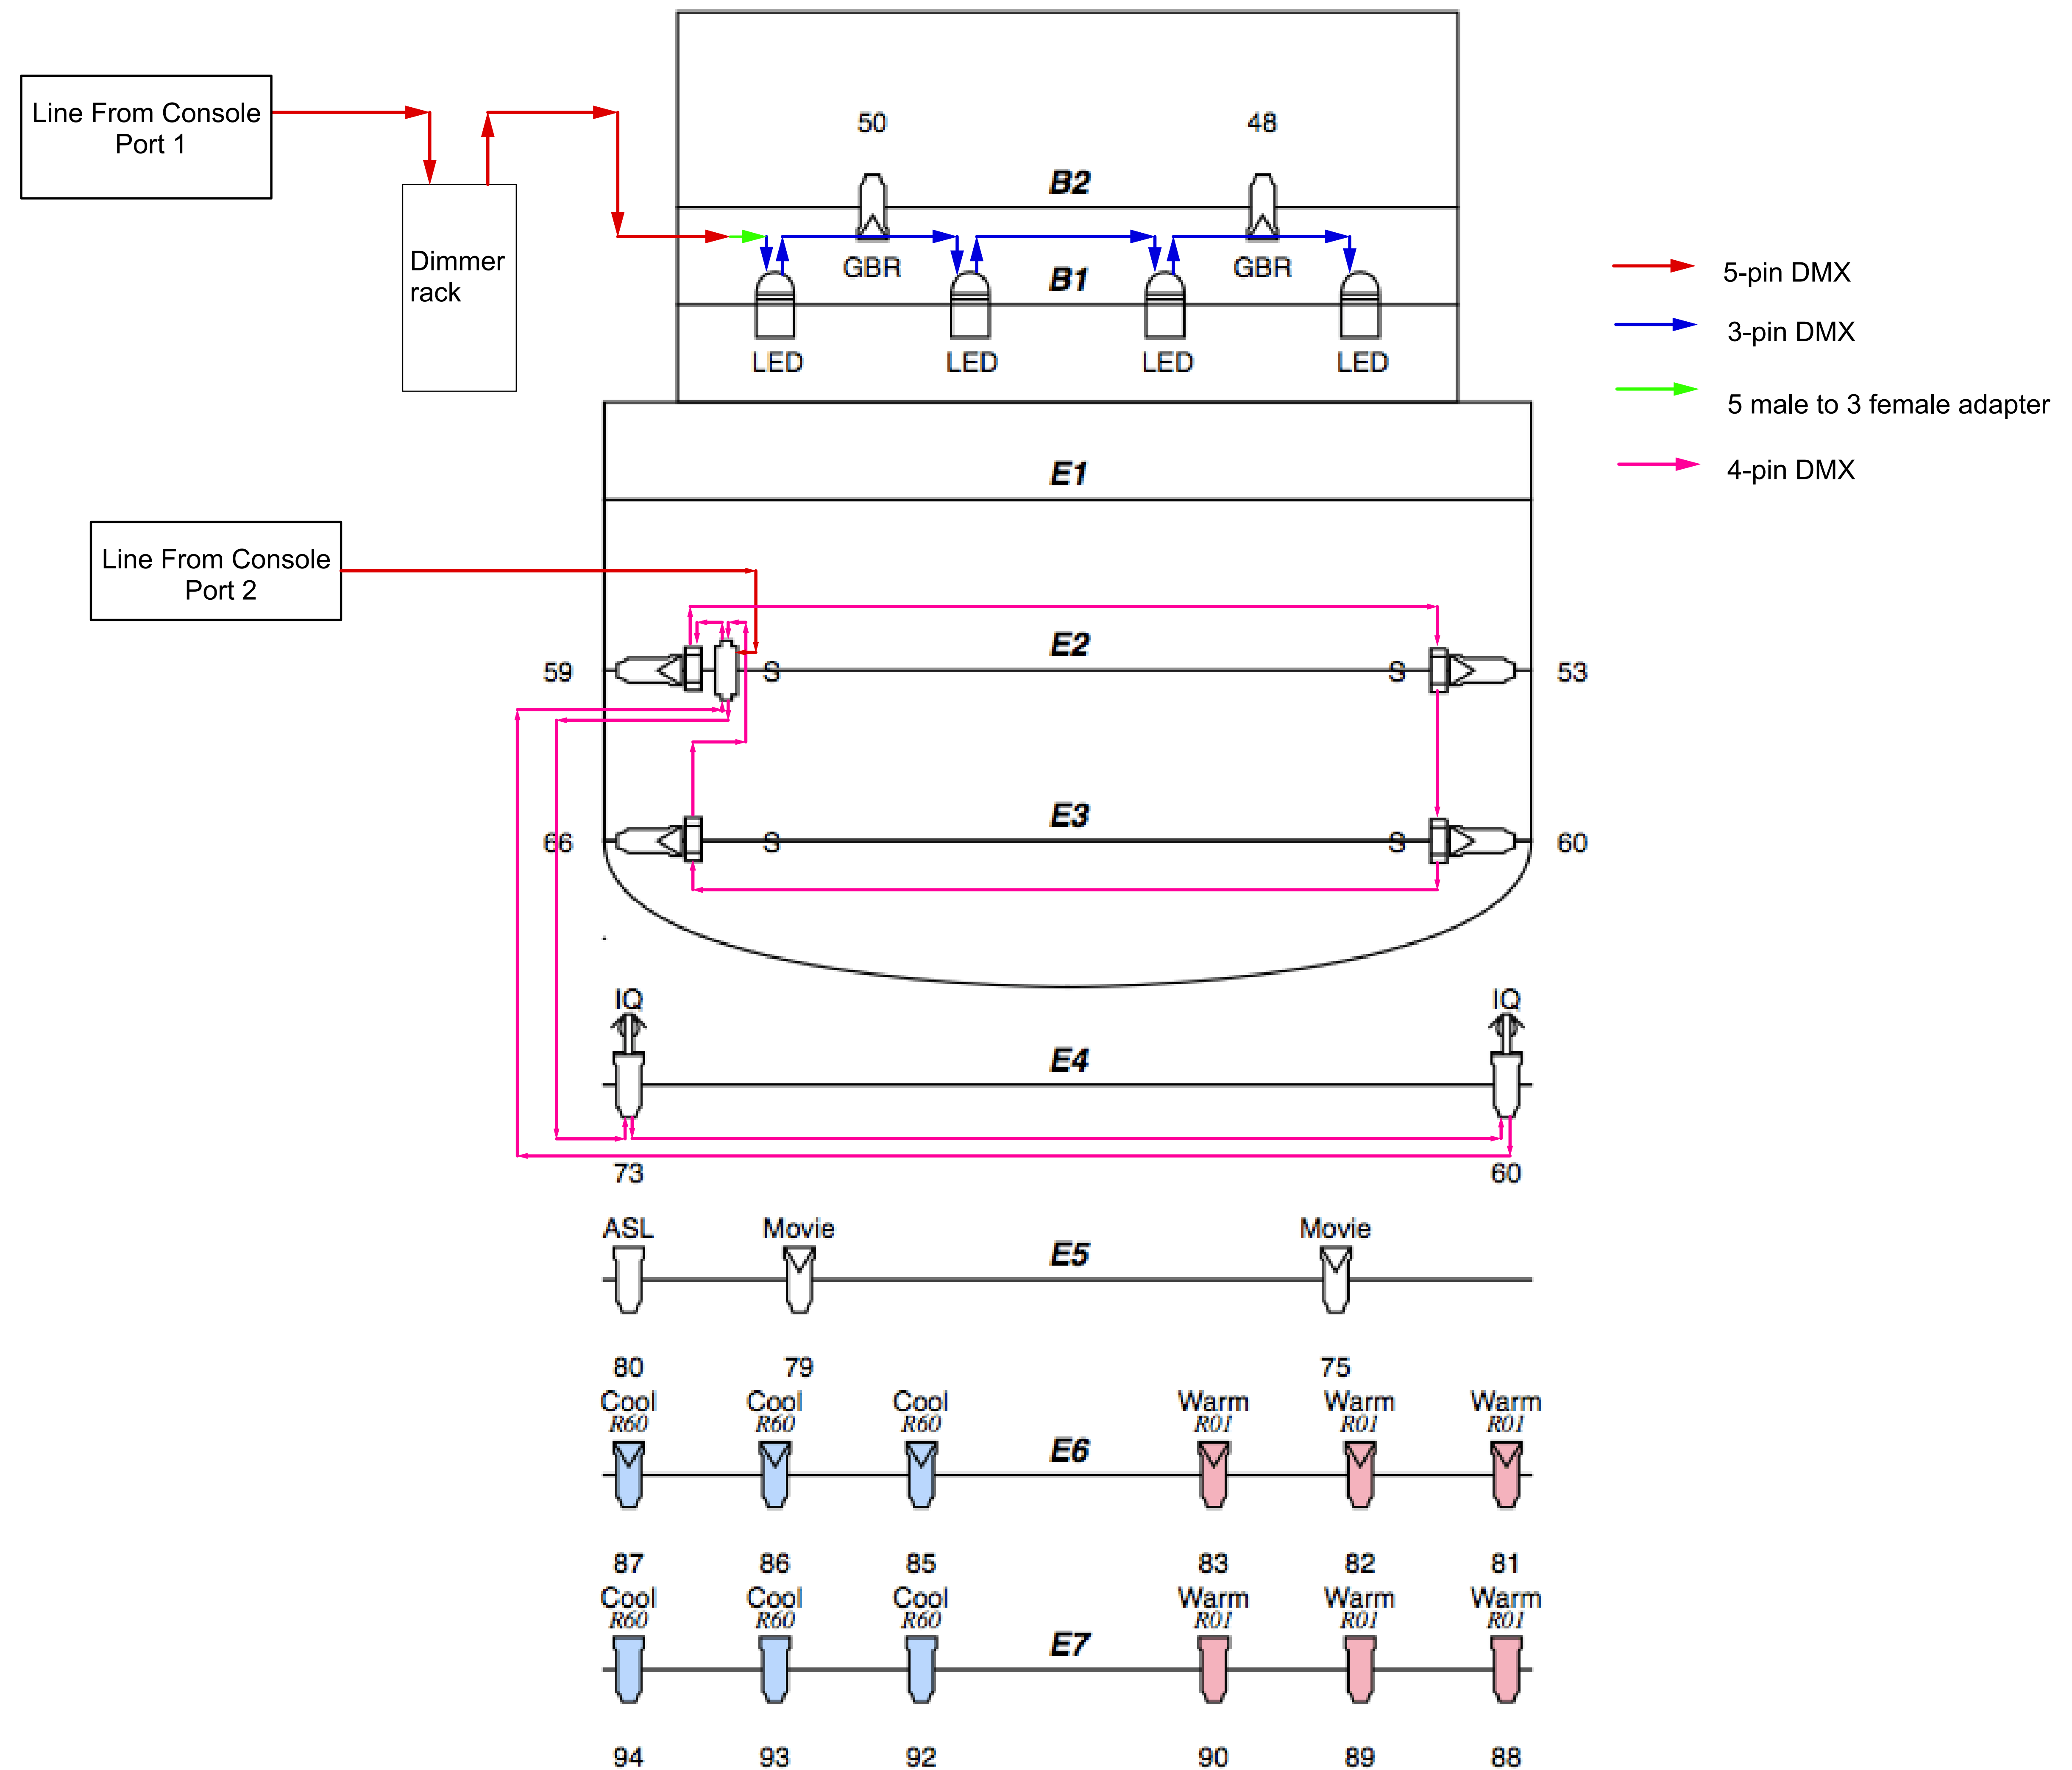 Line From Console
Port 1
50
48
B2
Dimmer
rack
GBR
GBR
B1
LED
LED
LED
LED
5-pin DMX
3-pin DMX
5 male to 3 female adapter
4-pin DMX
E1
Line From Console
Port 2
59
S
E2
S
53
66
S
E3
S
60
IQ
IQ
E4
73
60
ASL
Movie
Movie
E5
80
79
75
Cool
Cool
Cool
Warm
Warm
Warm
R60
R60
R60
R01
R01
R01
E6
87
86
85
83
82
81
Cool
Cool
Cool
Warm
Warm
Warm
R60
R60
R60
R01
R01
R01
E7
94
93
92
90
89
88